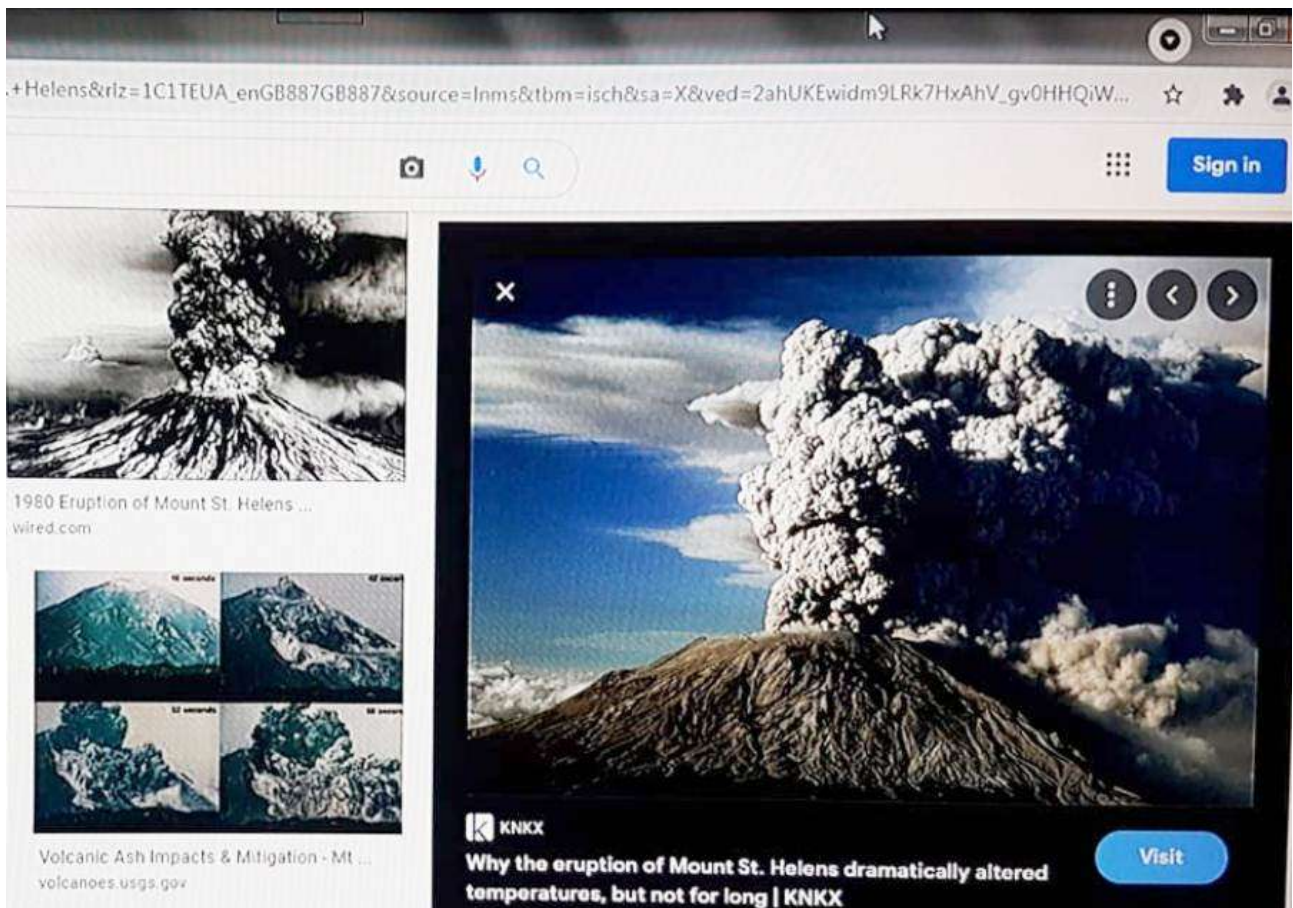 .+Helens&rlz=1C1TEUA_enGB887GB887&source=lnms&tbm=isch&sa=X&ved=2ahUKEwidm9LRk7HxAhV_gv0HHQiW...
Sign in
1980 Eruption of Mount St. Helens ...
wired.com
seconds
seconds
Volcanic Ash Impacts & Mitigation - Mt ...
volcanoes.usgs.gov
KNKX
Why the eruption of Mount St. Helens dramatically altered
temperatures, but not for long | KNKX
Visit